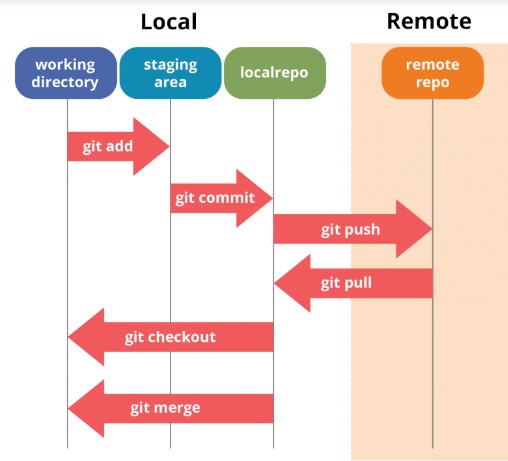 Local
Remote
working
directory
staging
area
localrepo
remote
repo
git add
git commit
git push
git pull
git checkout
git merge